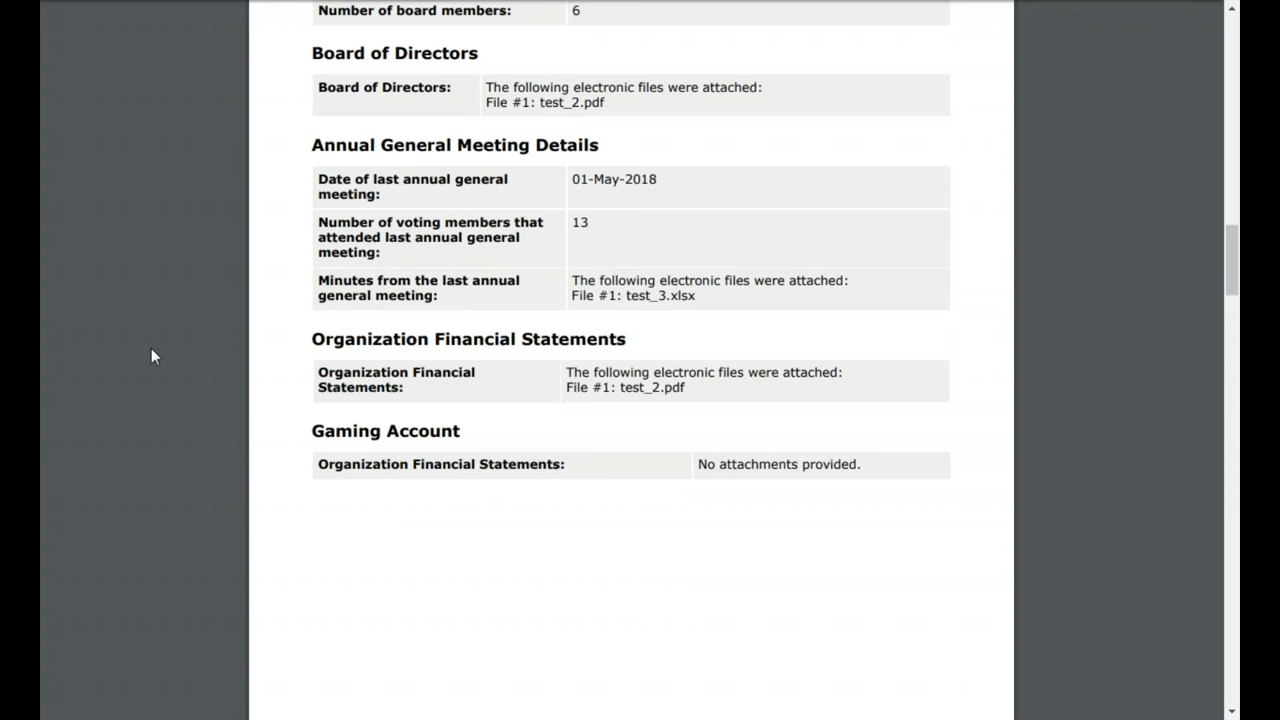 Number of board members: 6
Board of Directors
Board of Directors: The following electronic files were attached:
File #1: test_2.pdf
Annual General Meeting Details
Date of last annual general 01-May-2018
meeting:
Number of voting members that 13
attended last annual general
meeting:
Minutes from the last annual The following electronic files were attached:
general meeting: File #1: test_3.xlsx
Organization Financial Statements
Organization Financial The following electronic files were attached:
Statements: File #1: test_2.pdf
Gaming Account
Organization Financial Statements: No attachments provided.